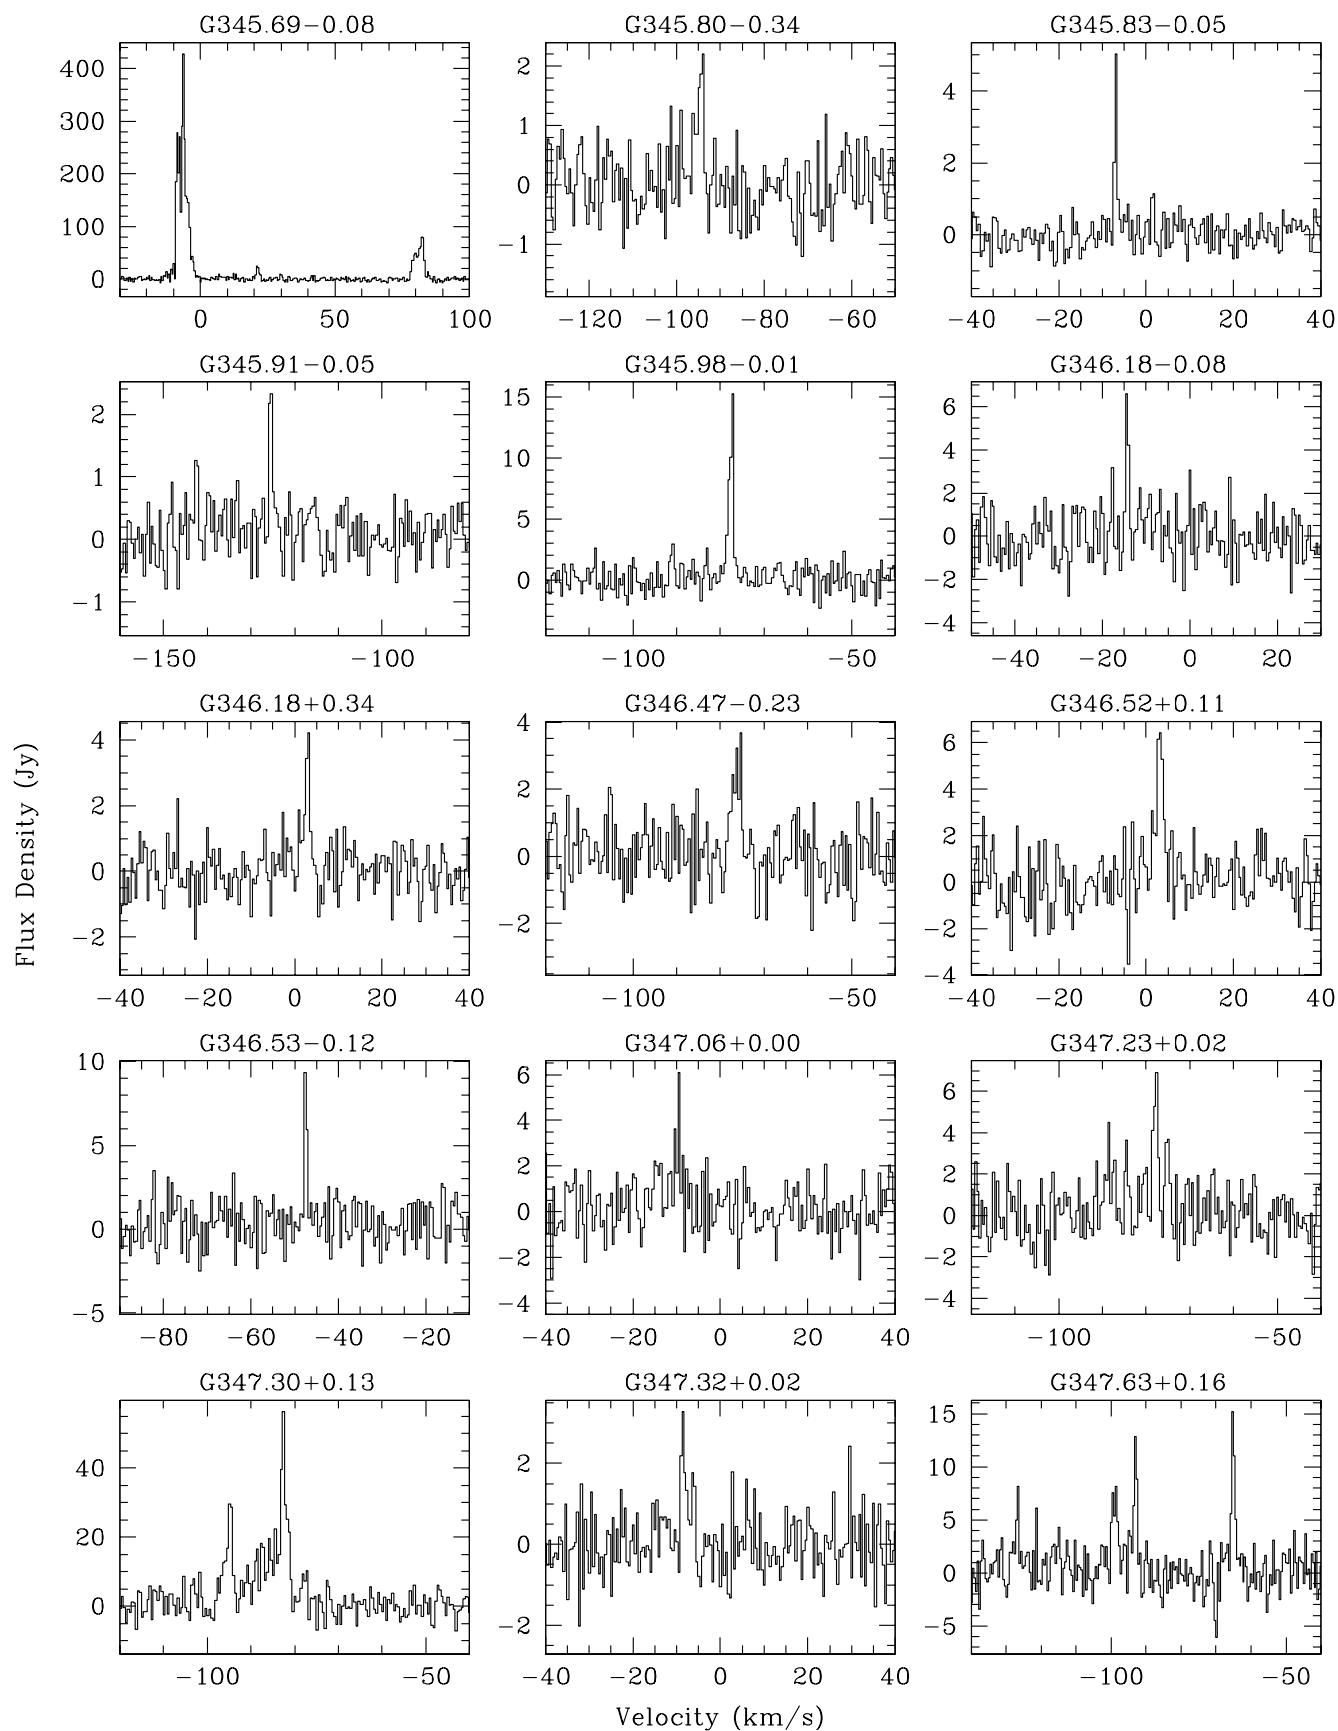 G345.69−0.08 G345.80−0.34 G345.83−0.05
400 300 200 100 0
0 50 100
2 1 0 −1
−120 −100 −80 −60
4 2 0
−40 −20 0 20 40
G345.91−0.05 G345.98−0.01 G346.18−0.08
2 1 0 −1
−150 −100
15 10 5 0
−100 −50
6 4 2 0 −2 −4
−40 −20 0 20
G346.18+0.34 G346.47−0.23 G346.52+0.11
4 2 0 −2
−40 −20 0 20 40
4 2 0 −2
−100 −50
6 4 2 0 −2 −4
−40 −20 0 20 40
Flux Density (Jy)
G346.53−0.12 G347.06+0.00 G347.23+0.02
10 5 0 −5
−80 −60 −40 −20
6 4 2 0 −2 −4
−40 −20 0 20 40
6 4 2 0 −2 −4
−100 −50
G347.30+0.13 G347.32+0.02 G347.63+0.16
40 20 0
−100 −50
2 0 −2
−40 −20 0 20 40
15 10 5 0 −5
−100 −50
Velocity (km/s)